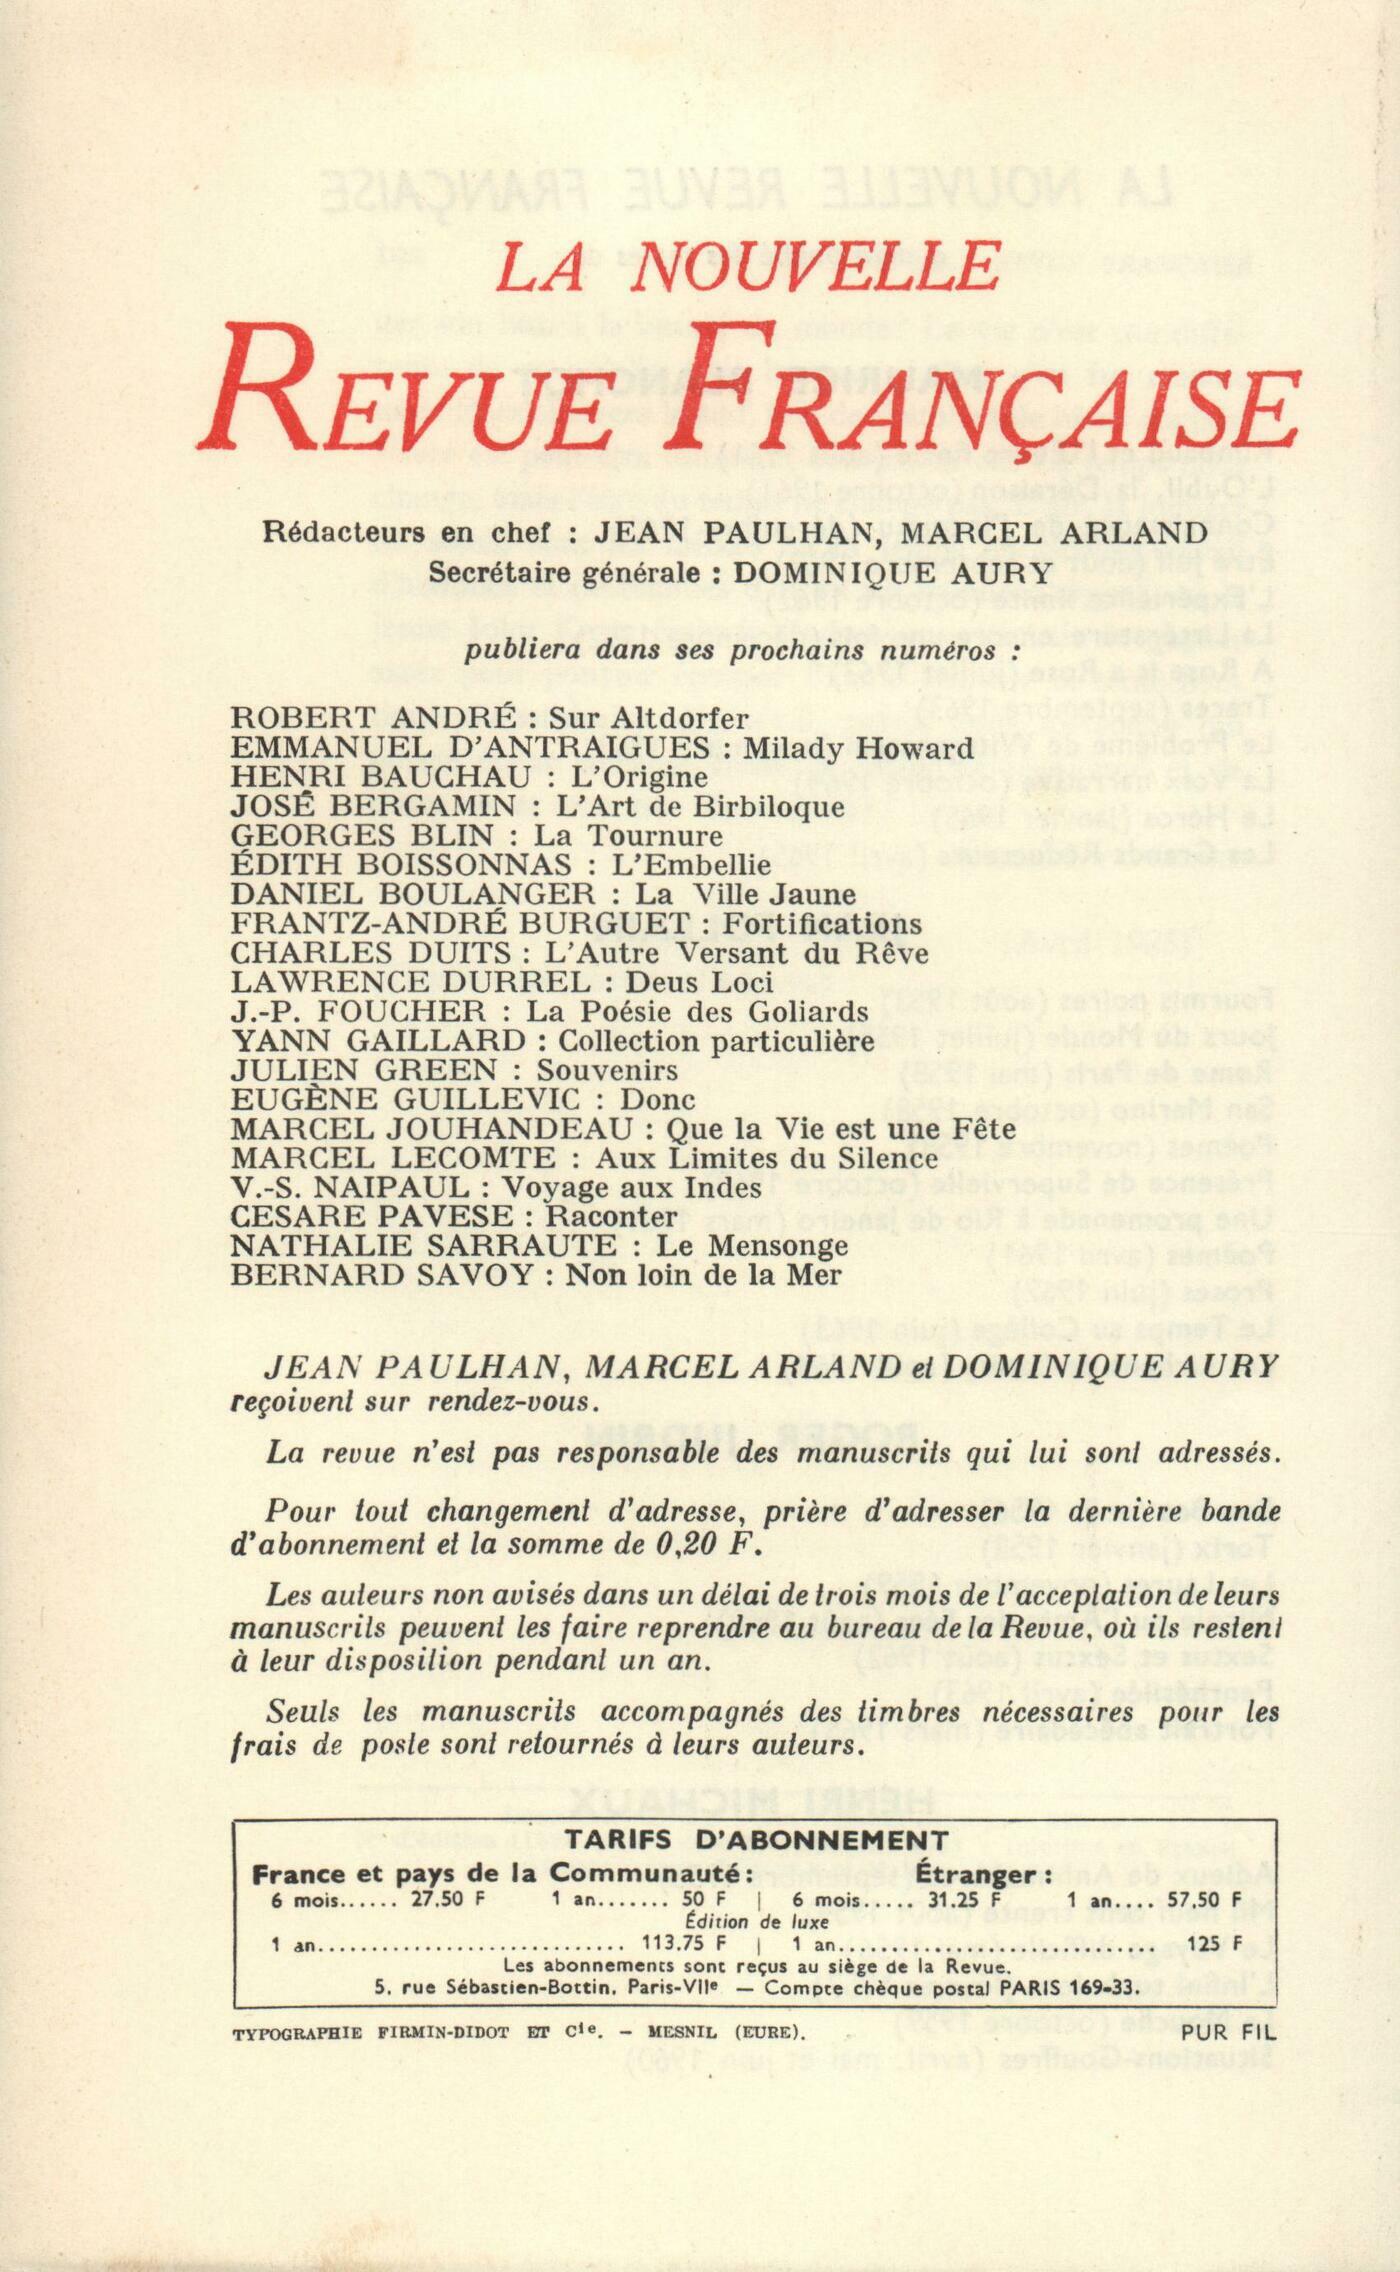 LA NOUVELLE
REVUE FRANÇAISE
Rédacteurs en chef : JEAN PAULHAN, MARCEL ARLAND
Secrétaire générale : DOMINIQUE AURY
publiera dans ses prochains numéros :
ROBERT ANDRÉ : Sur Altdorfer
EMMANUEL D'ANTRAIGUES : Milady Howard
HENRI BAUCHAU : L'Origine
JOSÉ BERGAMIN : L'Art de Birbiloque
GEORGES BLIN : La Tournure
ÉDITH BOISSONNAS : L'Embellie
DANIEL BOULANGER : La Ville Jaune
FRANTZ-ANDRÉ BURGUET : Fortifications
CHARLES DUITS : L'Autre Versant du Rêve
LAWRENCE DURREL : Deus Loci
J.-P. FOUCHER : La Poésie des Goliards
YANN GAILLARD : Collection particulière
JULIEN GREEN : Souvenirs
EUGÈNE GUILLEVIC : Donc
MARCEL JOUHANDEAU : Que la Vie est une Fête
MARCEL LECOMTE : Aux Limites du Silence
V.-S. NAIPAUL : Voyage aux Indes
CESARE PAVESE : Raconter
NATHALIE SARRAUTE : Le Mensonge
BERNARD SAVOY : Non loin de la Mer
JEAN PAULHAN, MARCEL ARLAND et DOMINIQUE AURY
reçoivent sur rendez-vous.
La revue n'est pas responsable des manuscrits qui lui sont adressés.
Pour tout changement d'adresse, prière d'adresser la dernière bande
d'abonnement et la somme de 0,20 F.
Les auteurs non avisés dans un délai de trois mois de l'acceptation de leurs
manuscrits peuvent les faire reprendre au bureau de la Revue, où ils restent
à leur disposition pendant un an.
Seuls les manuscrits accompagnés des timbres nécessaires pour les
frais de poste sont retournés à leurs auteurs.
TARIFS D'ABONNEMENT
France et pays de la Communauté : Étranger :
6 mois...... 27.50 F 1 an....... 50 F | 6 mois..... 31.25 F 1 an.... 57,50 F
Édition de luxe
1 an............................. 113.75 F | 1 an.............................. 125 F
Les abonnements sont reçus au siège de la Revue.
5, rue Sébastien-Bottin, Paris-VIIe — Compte chèque postal PARIS 169-33.
TYPOGRAPHIE FIRMIN-DIDOT ET Cie. – MESNIL (EURE). PUR FIL